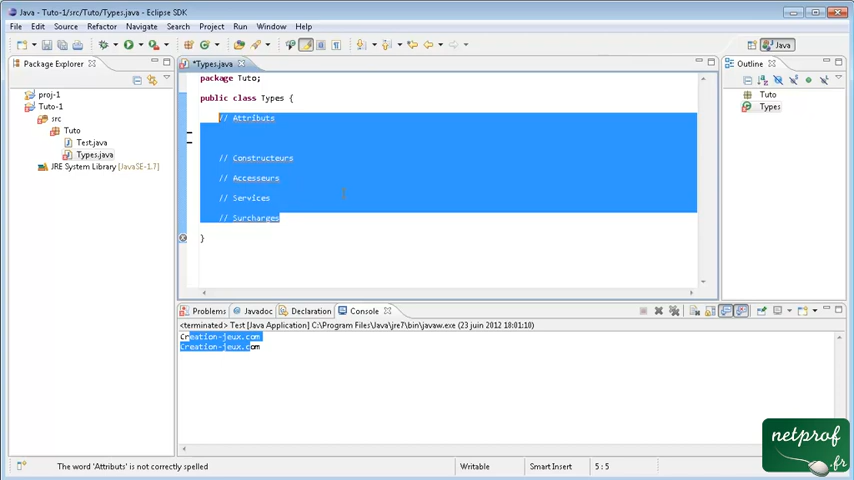 Java - Tuto-1/src/Tuto/Types.java - Eclipse SDK
File Edit Source Refactor Navigate Search Project Run Window Help
Java
Package Explorer
proj-1
Tuto-1
src
Tuto
Test.java
Types.java
JRE System Library [JavaSE-1.7]
*Types.java
package Tuto;
public class Types {
// Attributs
// Constructeurs
// Accesseurs
// Services
// Surcharges
}
Outline
Tuto
Types
Problems Javadoc Declaration Console
<terminated> Test [Java Application] C:\Program Files\Java\jre7\bin\javaw.exe (23 juin 2012 18:01:10)
Creation-jeux.com
Creation-jeux.com
The word 'Attributs' is not correctly spelled
Writable
Smart Insert
5 : 5
netprof
.fr